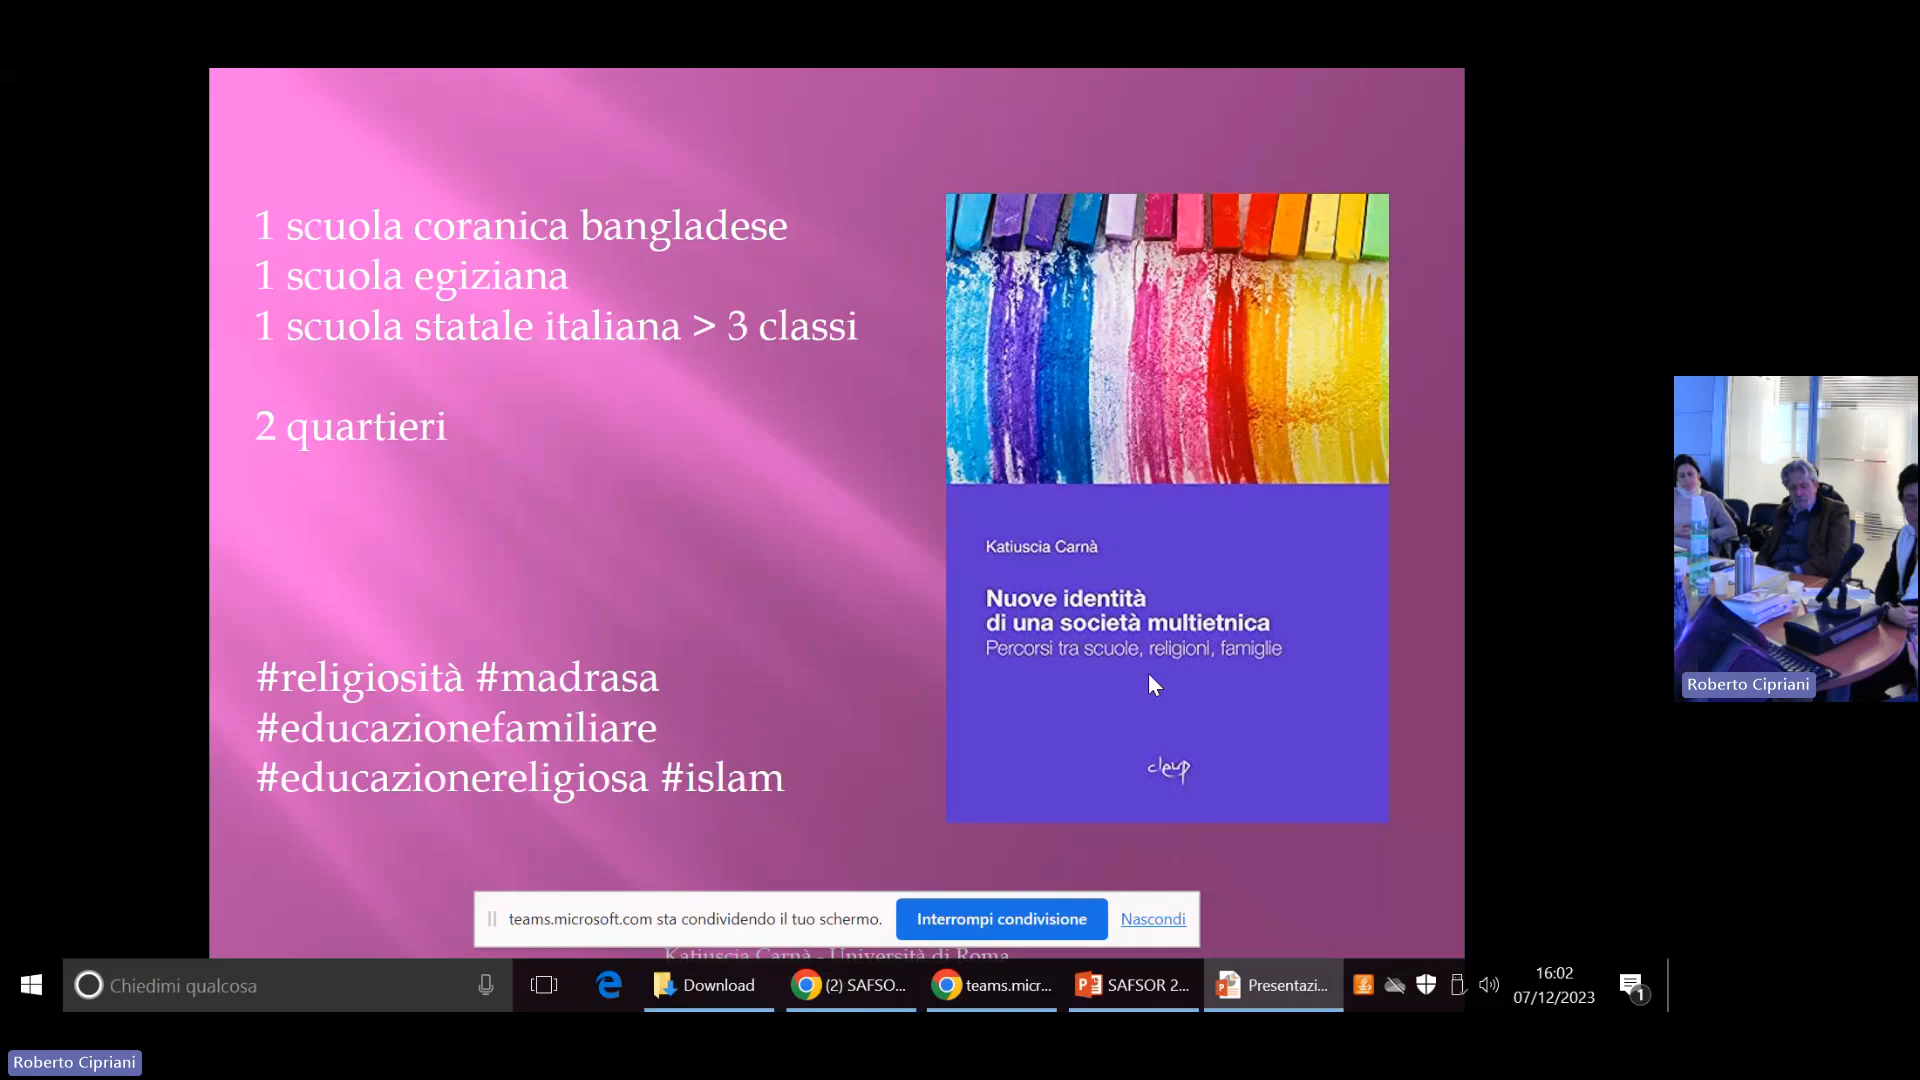 1 scuola coranica bangladese
1 scuola egiziana
1 scuola statale italiana > 3 classi
2 quartieri
#religiosità #madrasa
#educazionefamiliare
#educazionereligiosa #islam
Katiuscia Carnà
Nuove identità
di una società multietnica
Percorsi tra scuole, religioni, famiglie
cleup
Roberto Cipriani
teams.microsoft.com sta condividendo il tuo schermo. Interrompi condivisione Nascondi
Katiuscia Carnà - Università di Roma
Chiedimi qualcosa
Download
(2) SAFSO...
teams.micr...
SAFSOR 2...
Presentazi...
16:02
07/12/2023
1
Roberto Cipriani